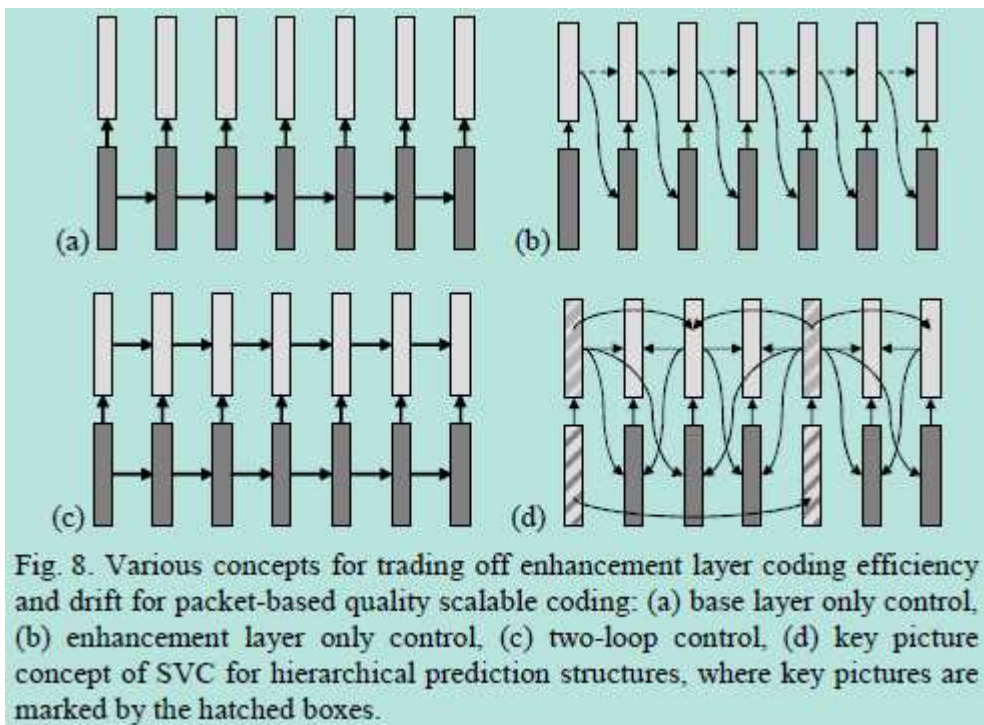 (a)
(b)
(c)
(d)
Fig. 8. Various concepts for trading off enhancement layer coding efficiency
and drift for packet-based quality scalable coding: (a) base layer only control,
(b) enhancement layer only control, (c) two-loop control, (d) key picture
concept of SVC for hierarchical prediction structures, where key pictures are
marked by the hatched boxes.